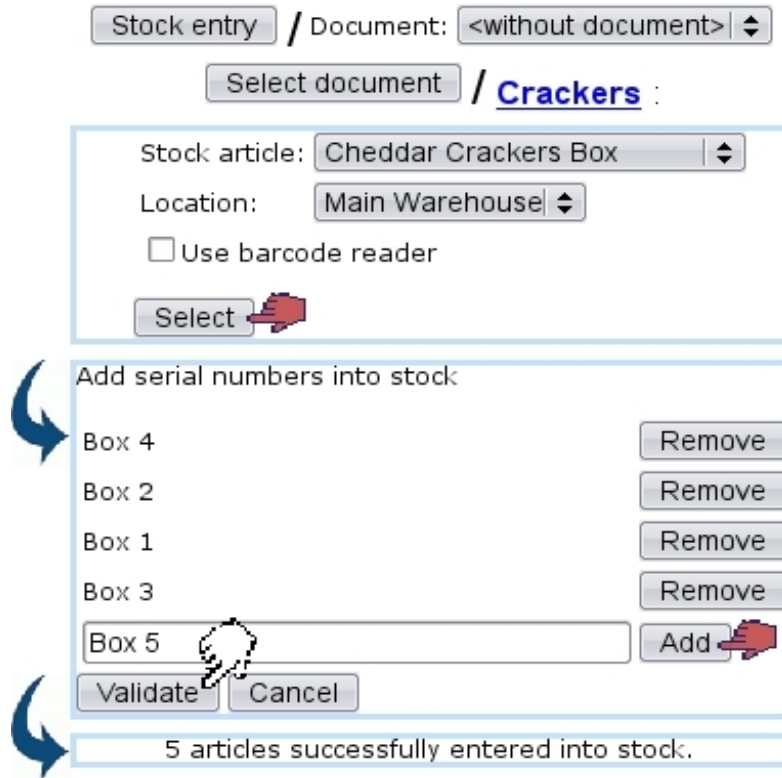 Stock entry / Document: <without document>
Select document / Crackers :
Stock article: Cheddar Crackers Box
Location: Main Warehouse
Use barcode reader
Select
Add serial numbers into stock
Box 4 Remove
Box 2 Remove
Box 1 Remove
Box 3 Remove
Box 5 Add
Validate Cancel
5 articles successfully entered into stock.